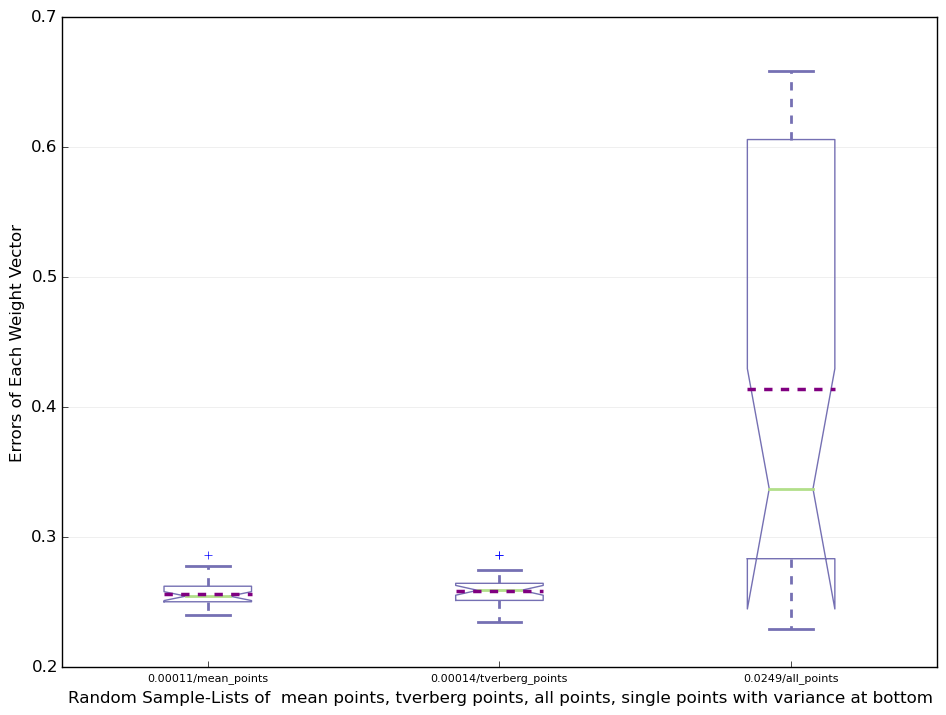 0.7
0.6
0.5
0.4
0.3
0.2
Errors of Each Weight Vector
0.00011/mean_points
0.00014/tverberg_points
0.0249/all_points
Random Sample-Lists of  mean points, tverberg points, all points, single points with variance at bottom